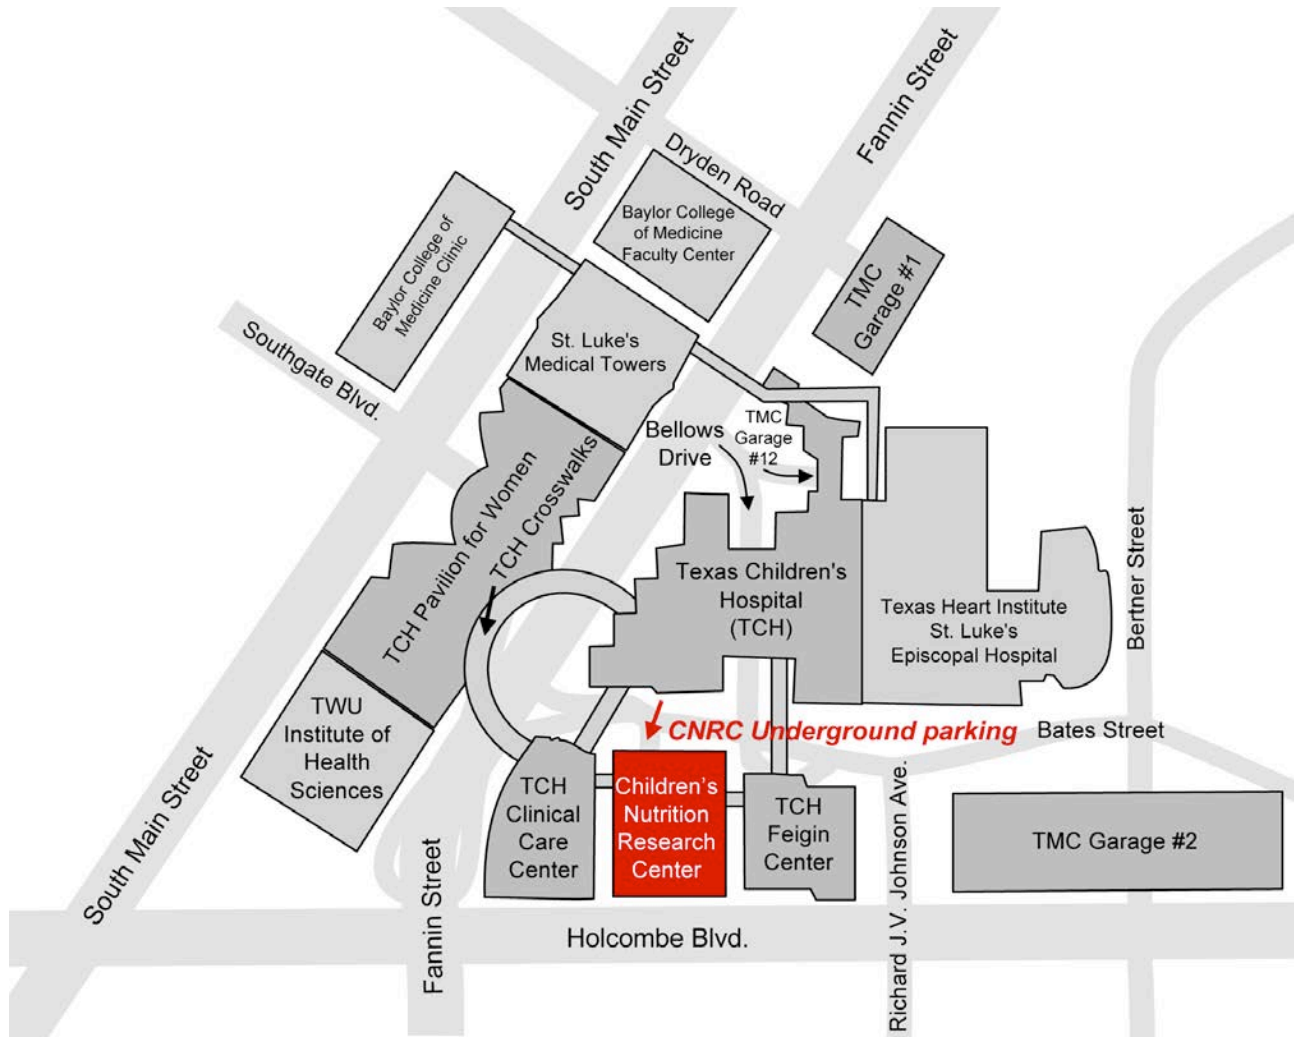 South Main Street
Fannin Street
Dryden Road
Baylor College
of Medicine
Faculty Center
Baylor College of
Medicine Clinic
TMC
Garage #1
Southgate Blvd.
St. Luke's
Medical Towers
Bellows
Drive
TMC
Garage
#12
TCH Pavilion for Women
TCH Crosswalks
Texas Children's
Hospital
(TCH)
Texas Heart Institute
St. Luke's
Episcopal Hospital
Bertner Street
TWU
Institute of
Health
Sciences
CNRC Underground parking
Bates Street
South Main Street
TCH
Clinical
Care
Center
Children’s
Nutrition
Research
Center
TCH
Feigin
Center
Richard J.V. Johnson Ave.
TMC Garage #2
Fannin Street
Holcombe Blvd.